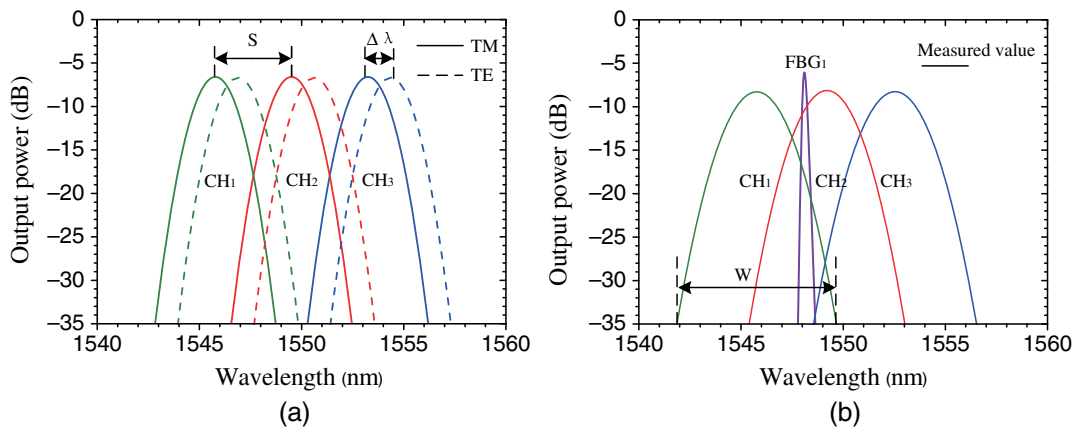 0
−5
−10
−15
−20
−25
−30
−35
Output power (dB)
S
Δ λ
TM
TE
CH1
CH2
CH3
1540
1545
1550
1555
1560
Wavelength (nm)
(a)
0
−5
−10
−15
−20
−25
−30
−35
Output power (dB)
Measured value
FBG1
CH1
CH2
CH3
W
1540
1545
1550
1555
1560
Wavelength (nm)
(b)